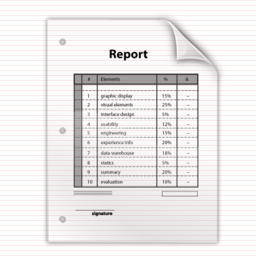 Report
# Elements % &
1 graphic display 15% –
2 visual elements 25% –
3 interface design 5% –
4 usability 12% –
5 engineering 15% –
6 experience info 20% –
7 data warehouse 18% –
8 statics 5% –
9 summary 20% –
10 evaluation 10% –
signature